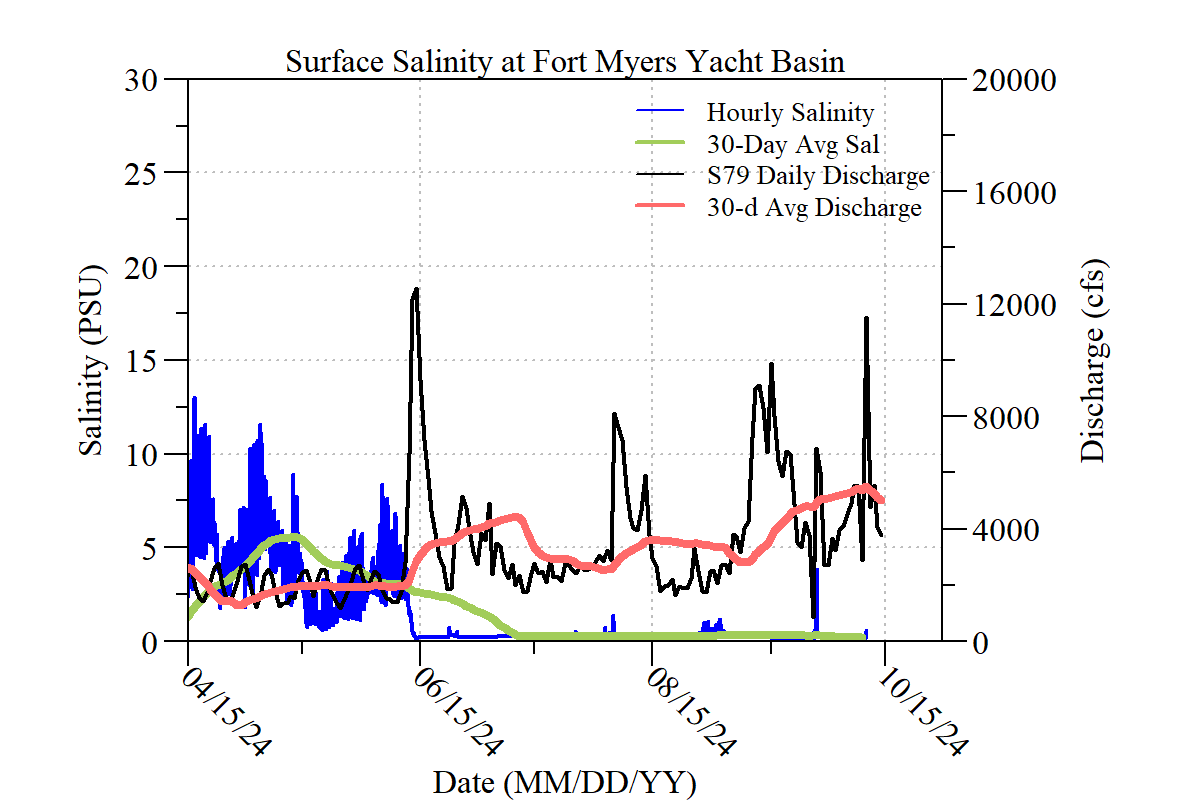 Surface Salinity at Fort Myers Yacht Basin
30
25
20
15
10
5
0
Salinity (PSU)
20000
16000
12000
8000
4000
0
Discharge (cfs)
Hourly Salinity
30-Day Avg Sal
S79 Daily Discharge
30-d Avg Discharge
04/15/24
06/15/24
08/15/24
10/15/24
Date (MM/DD/YY)